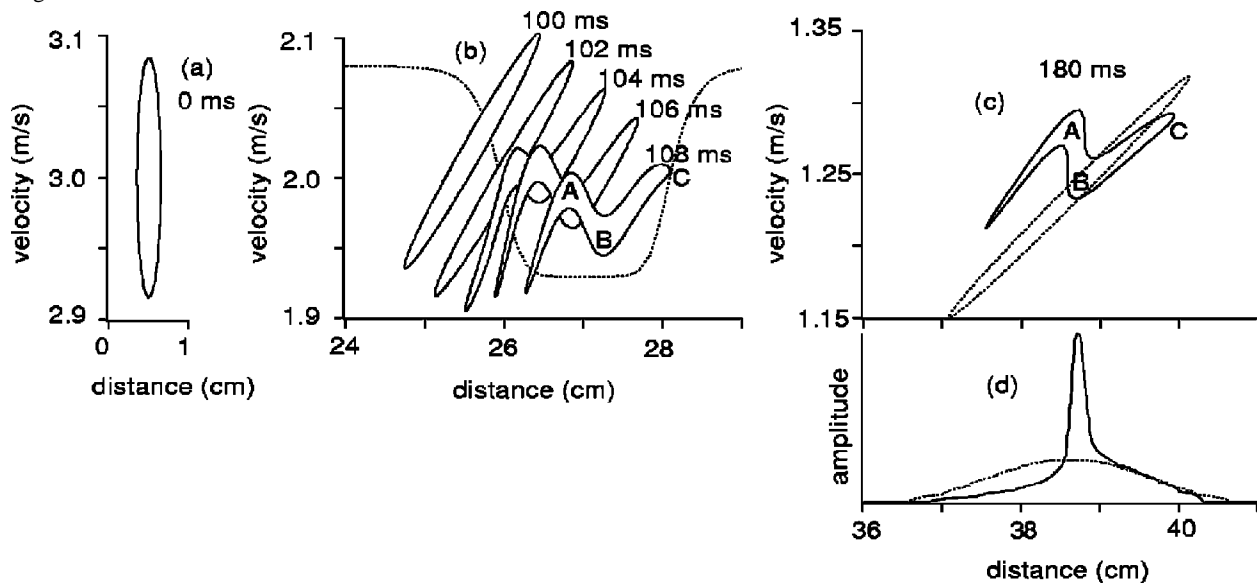 (a)
0 ms
3.1
3.0
2.9
velocity (m/s)
0
1
distance (cm)
(b)
100 ms
102 ms
104 ms
106 ms
108 ms
A
B
C
2.1
2.0
1.9
velocity (m/s)
24
26
28
distance (cm)
(c)
180 ms
A
B
C
1.35
1.25
1.15
velocity (m/s)
(d)
amplitude
36
38
40
distance (cm)